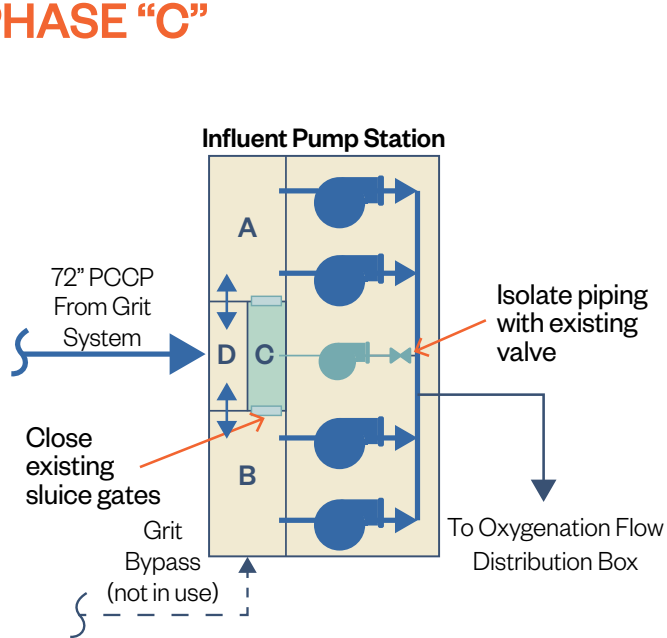 PHASE “C”
Influent Pump Station
A
72” PCCP
From Grit
System
Isolate piping
with existing
valve
D
C
Close
existing
sluice gates
B
Grit
Bypass
(not in use)
To Oxygenation Flow
Distribution Box